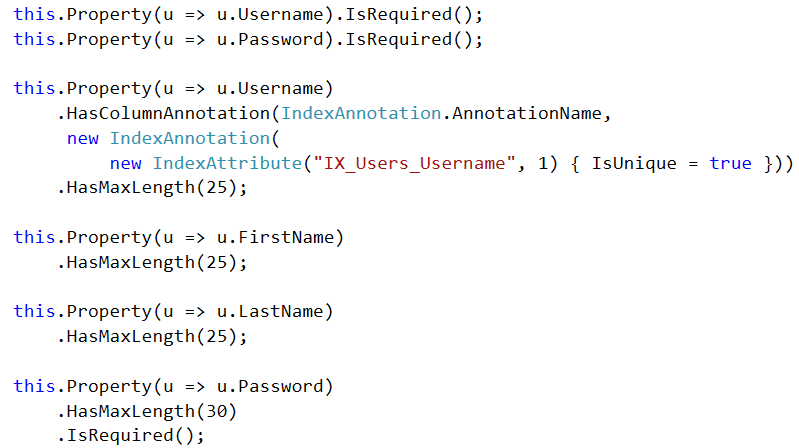 this.Property(u => u.Username).IsRequired();
this.Property(u => u.Password).IsRequired();

this.Property(u => u.Username)
    .HasColumnAnnotation(IndexAnnotation.AnnotationName,
     new IndexAnnotation(
         new IndexAttribute("IX_Users_Username", 1) { IsUnique = true }))
    .HasMaxLength(25);

this.Property(u => u.FirstName)
    .HasMaxLength(25);

this.Property(u => u.LastName)
    .HasMaxLength(25);

this.Property(u => u.Password)
    .HasMaxLength(30)
    .IsRequired();